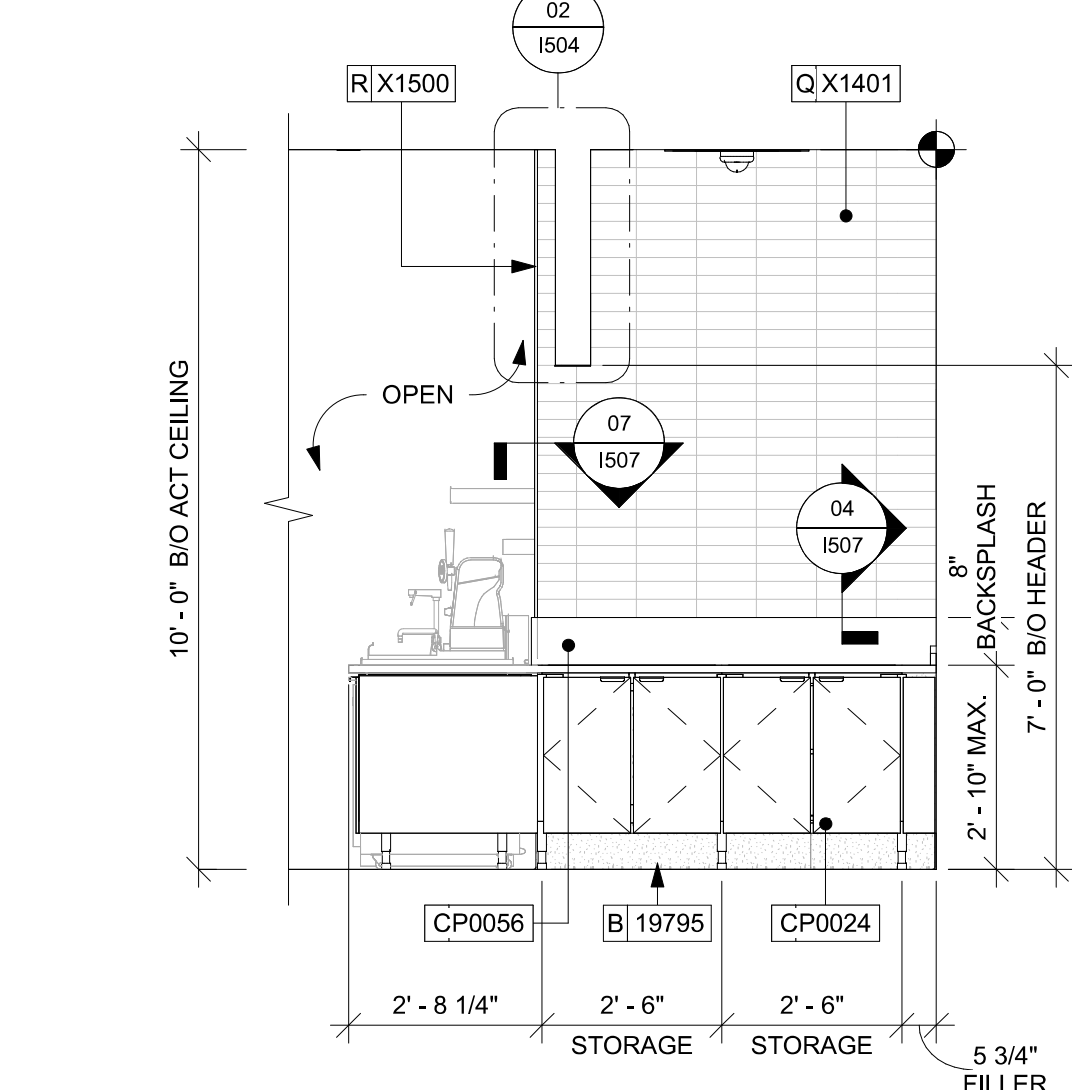 02
I504
R X1500
Q X1401
OPEN
10' - 0" B/O ACT CEILING
07
I507
04
I507
8"
BACKSPLASH
7' - 0" B/O HEADER
2' - 10" MAX.
CP0056
B 19795
CP0024
2' - 8 1/4"
2' - 6"
2' - 6"
STORAGE
STORAGE
5 3/4"
FILLER